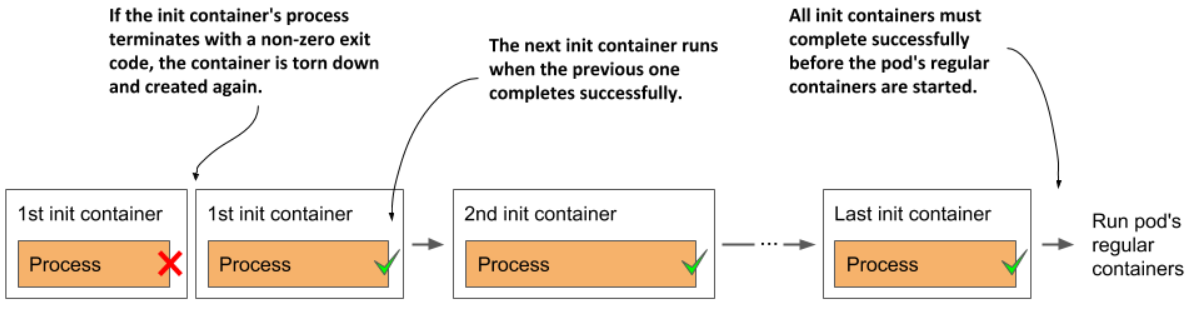 If the init container's process
terminates with a non-zero exit
code, the container is torn down
and created again.
The next init container runs
when the previous one
completes successfully.
All init containers must
complete successfully
before the pod's regular
containers are started.
1st init container
Process
1st init container
Process
2nd init container
Process
...
Last init container
Process
Run pod's
regular
containers